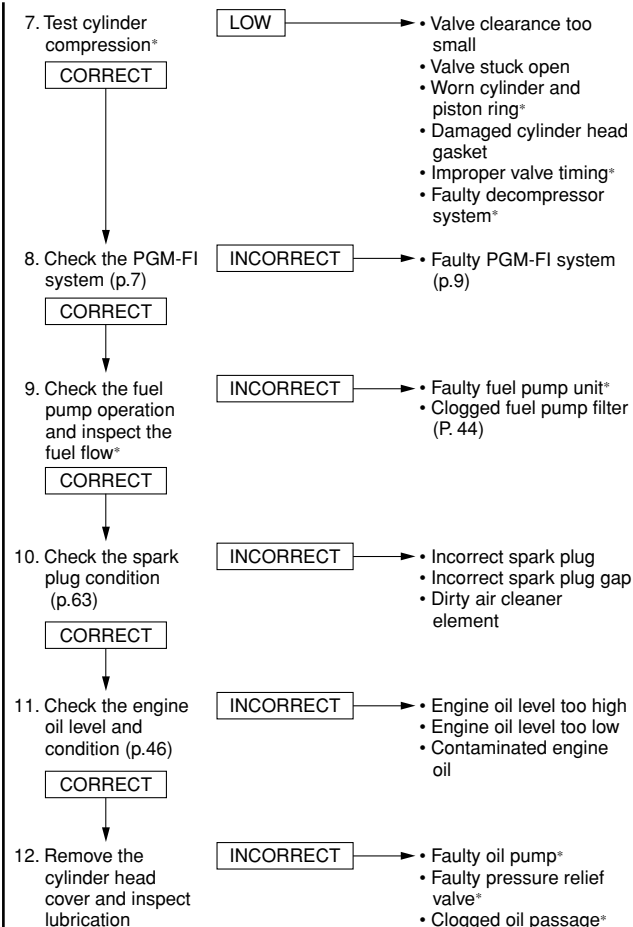 7. Test cylinder
compression*
LOW
• Valve clearance too
small
• Valve stuck open
• Worn cylinder and
piston ring*
• Damaged cylinder head
gasket
• Improper valve timing*
• Faulty decompressor
system*
CORRECT
8. Check the PGM-FI
system (p.7)
INCORRECT
• Faulty PGM-FI system
(p.9)
CORRECT
9. Check the fuel
pump operation
and inspect the
fuel flow*
INCORRECT
• Faulty fuel pump unit*
• Clogged fuel pump filter
(P. 44)
CORRECT
10. Check the spark
plug condition
(p.63)
INCORRECT
• Incorrect spark plug
• Incorrect spark plug gap
• Dirty air cleaner
element
CORRECT
11. Check the engine
oil level and
condition (p.46)
INCORRECT
• Engine oil level too high
• Engine oil level too low
• Contaminated engine
oil
CORRECT
12. Remove the
cylinder head
cover and inspect
lubrication
INCORRECT
• Faulty oil pump*
• Faulty pressure relief
valve*
• Clogged oil passage*